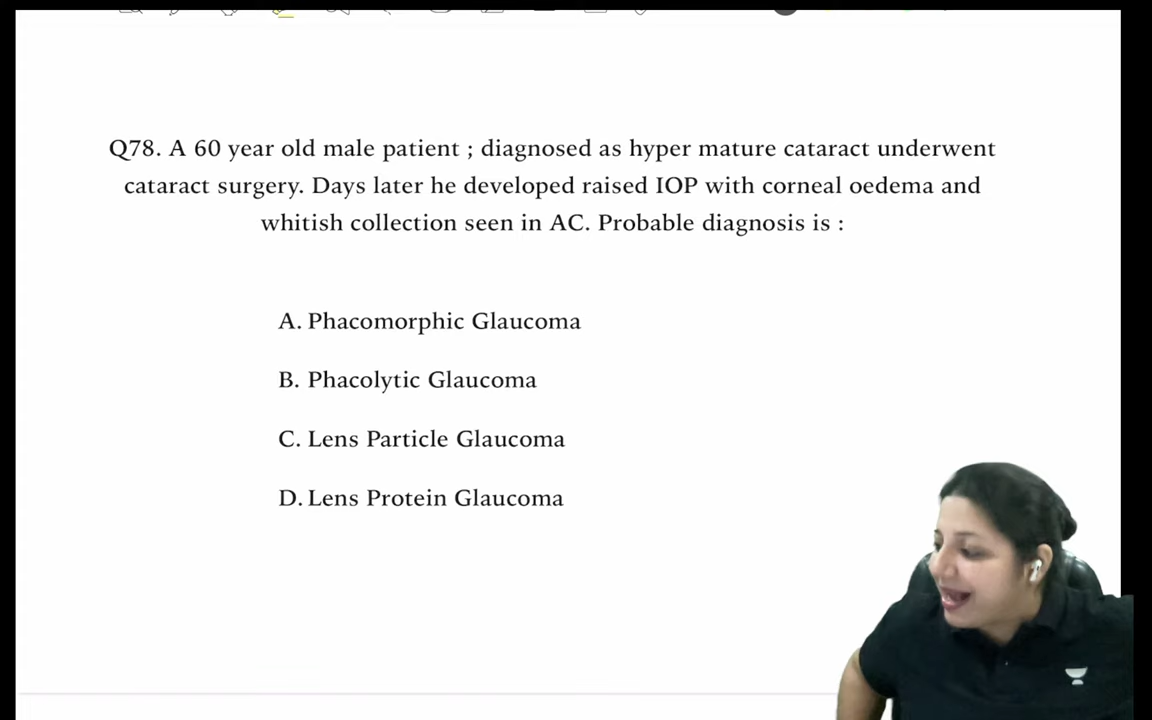 Q78. A 60 year old male patient ; diagnosed as hyper mature cataract underwent
cataract surgery. Days later he developed raised IOP with corneal oedema and
whitish collection seen in AC. Probable diagnosis is :
A. Phacomorphic Glaucoma
B. Phacolytic Glaucoma
C. Lens Particle Glaucoma
D. Lens Protein Glaucoma